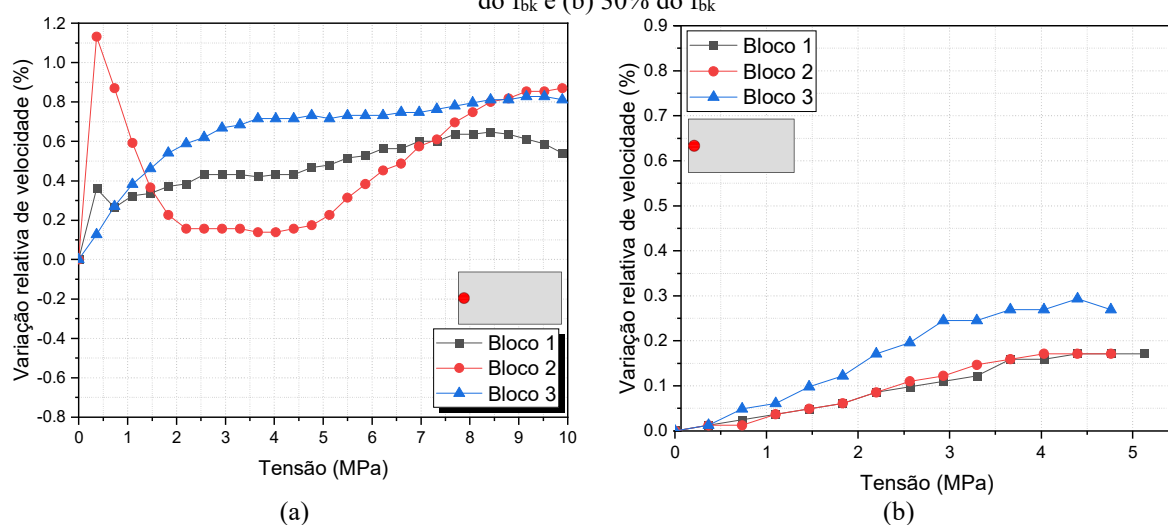 do fbk e (b) 30% do fbk
1.2
1.0
0.8
0.6
0.4
0.2
0.0
-0.2
-0.4
-0.6
-0.8
Variação relativa de velocidade (%)
Bloco 1
Bloco 2
Bloco 3
0 1 2 3 4 5 6 7 8 9 10
Tensão (MPa)
(a)
0.9
0.8
0.7
0.6
0.5
0.4
0.3
0.2
0.1
0.0
Variação relativa de velocidade (%)
Bloco 1
Bloco 2
Bloco 3
0 1 2 3 4 5
Tensão (MPa)
(b)